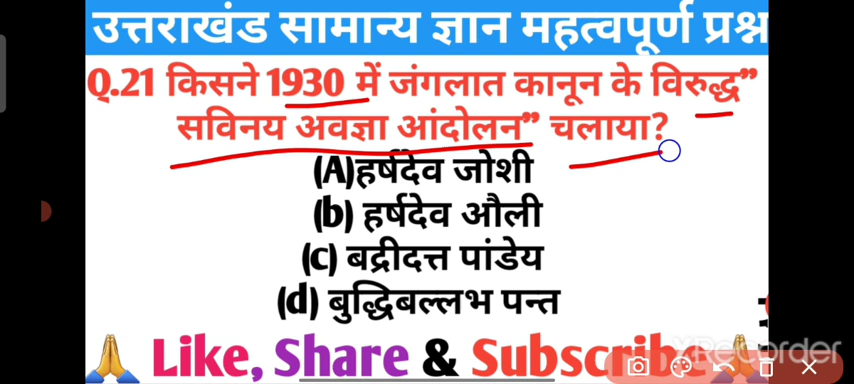 उत्तराखंड सामान्य ज्ञान महत्वपूर्ण प्रश्न
Q.21 किसने 1930 में जंगलात कानून के विरुद्ध”
सविनय अवज्ञा आंदोलन” चलाया?
(A)हर्षदेव जोशी
(b) हर्षदेव औली
(c) बद्रीदत्त पांडेय
(d) बुद्धिबल्लभ पन्त
Like, Share & Subscribe
XRecorder